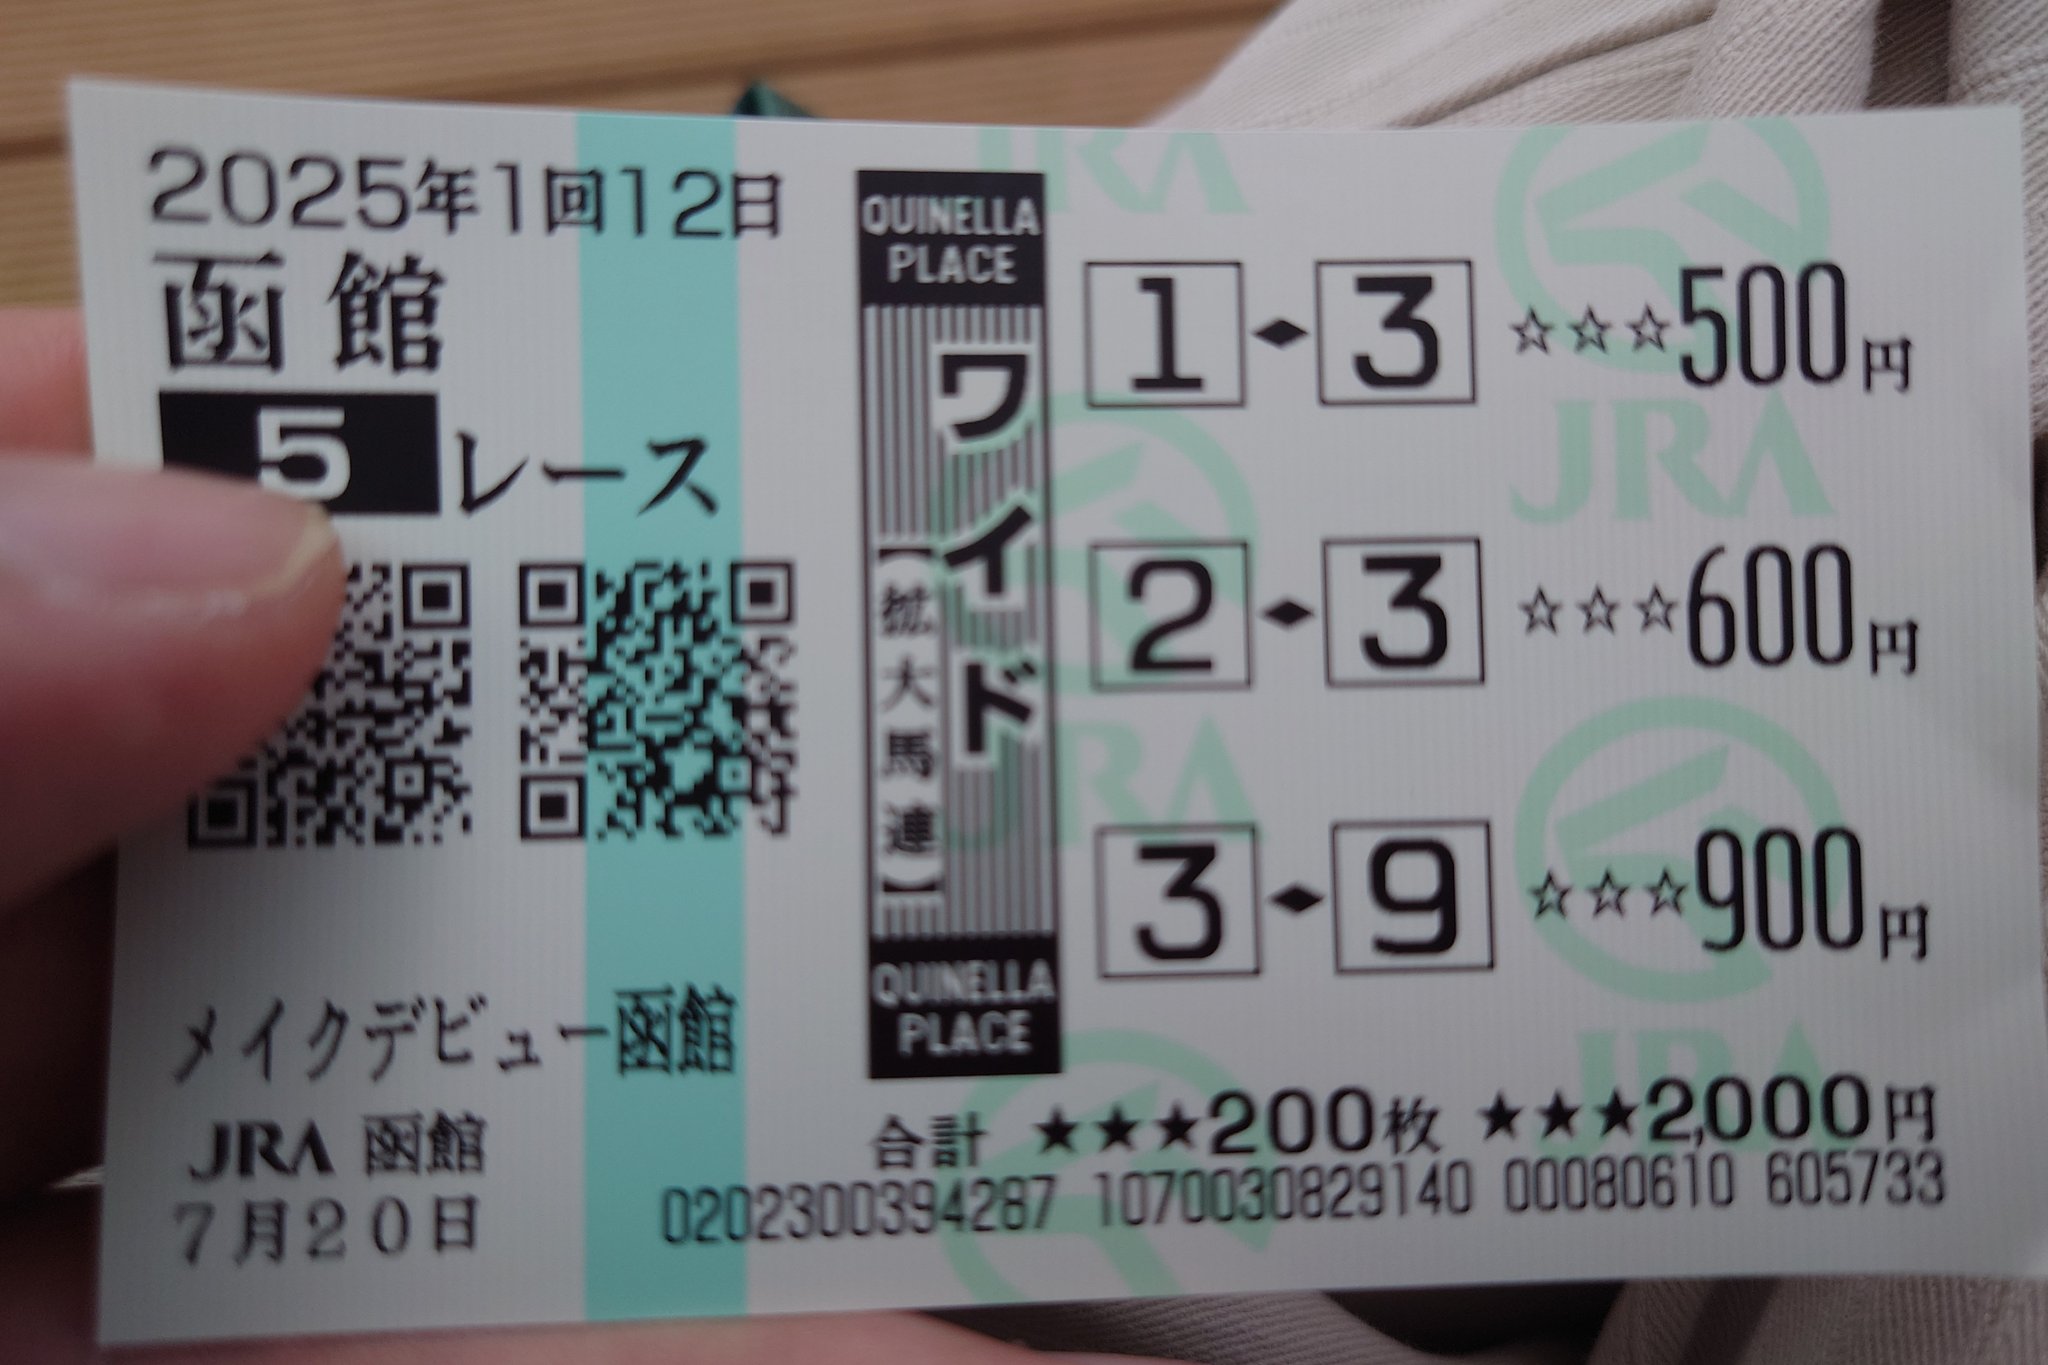 2025年1回12日
函館
5レース
メイクデビュー函館
JRA 函館
7月20日
QUINELLA
PLACE
ワイド
【拡大馬連】
QUINELLA
PLACE
1◆3 ☆☆☆500円
2◆3 ☆☆☆600円
3◆9 ☆☆☆900円
合計 ★★★200枚 ★★★2,000円
0202300394287 1070030829140 00080610 605733
JRA
JRA
JRA
JRA